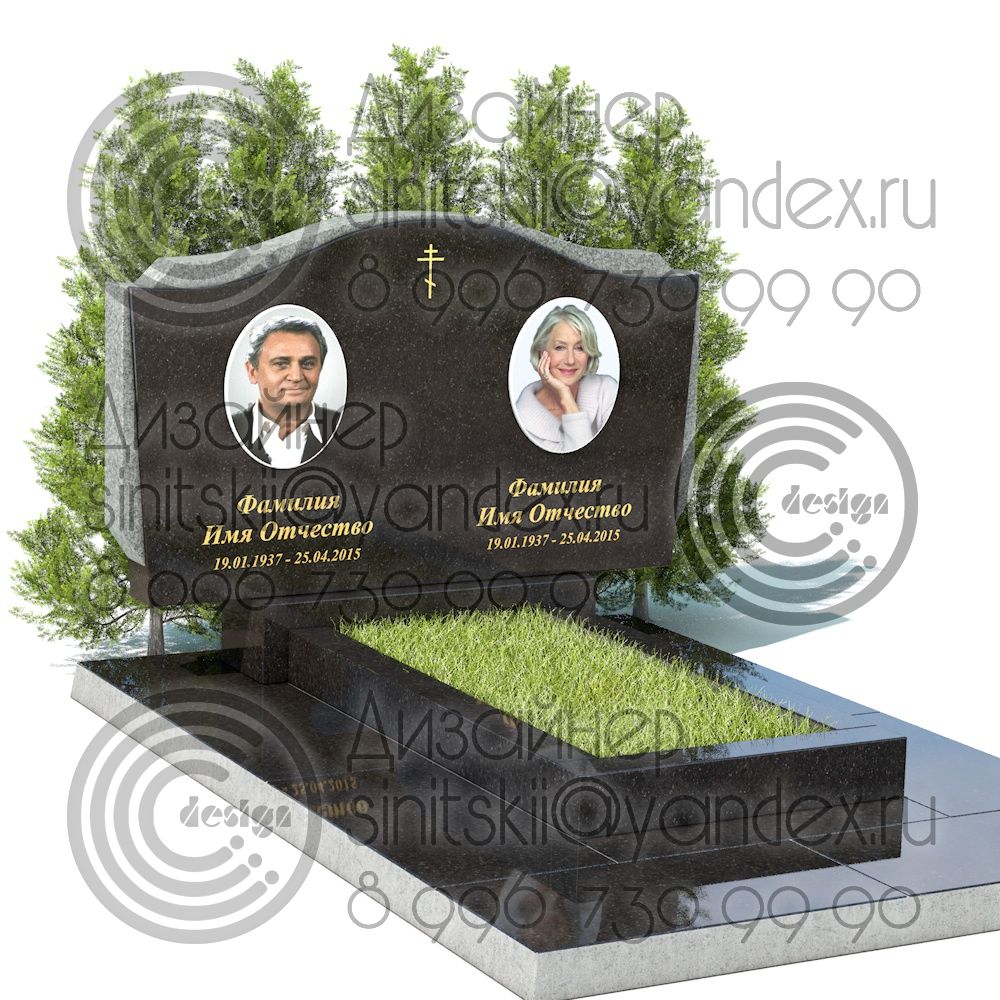 Дизайнер
sinitskii@yandex.ru
8 996 730 99 90
design
Дизайнер
sinitskii@yandex.ru
8 996 730 99 90
design
Фамилия
Имя Отчество
19.01.1937 - 25.04.2015
Фамилия
Имя Отчество
19.01.1937 - 25.04.2015
Дизайнер
sinitskii@yandex.ru
8 996 730 99 90
design